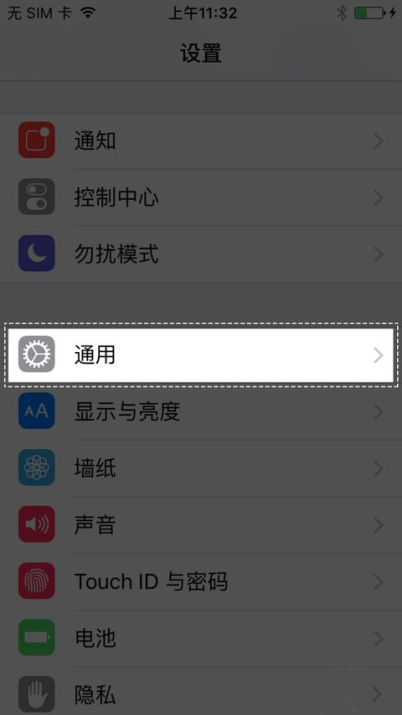 无 SIM 卡 上午11:32
设置
通知
控制中心
勿扰模式
通用
AA 显示与亮度
墙纸
声音
Touch ID 与密码
电池
隐私